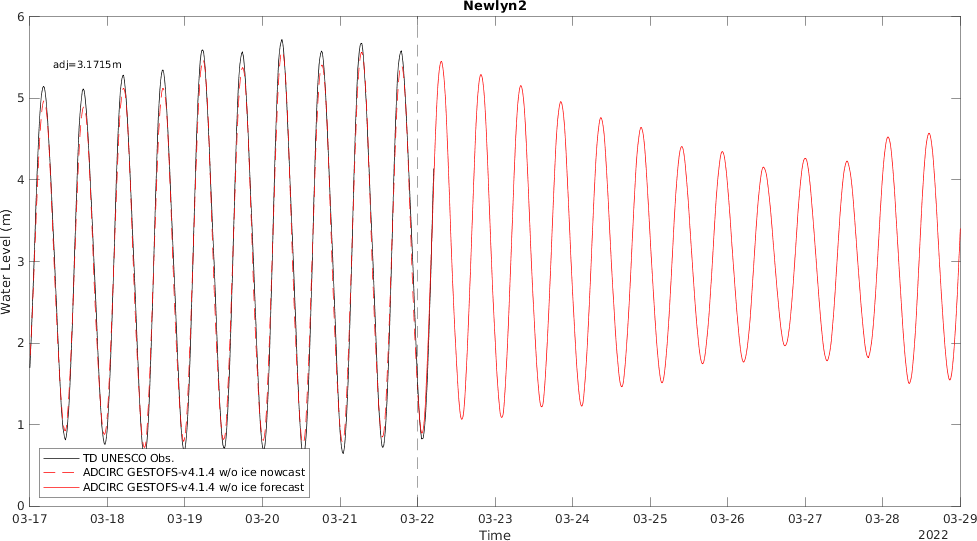 Newlyn2
6
adj=3.1715m
5
4
3
2
1
0
Water Level (m)
TD UNESCO Obs.
ADCIRC GESTOFS-v4.1.4 w/o ice nowcast
ADCIRC GESTOFS-v4.1.4 w/o ice forecast
03-17 03-18 03-19 03-20 03-21 03-22 03-23 03-24 03-25 03-26 03-27 03-28 03-29
Time
2022